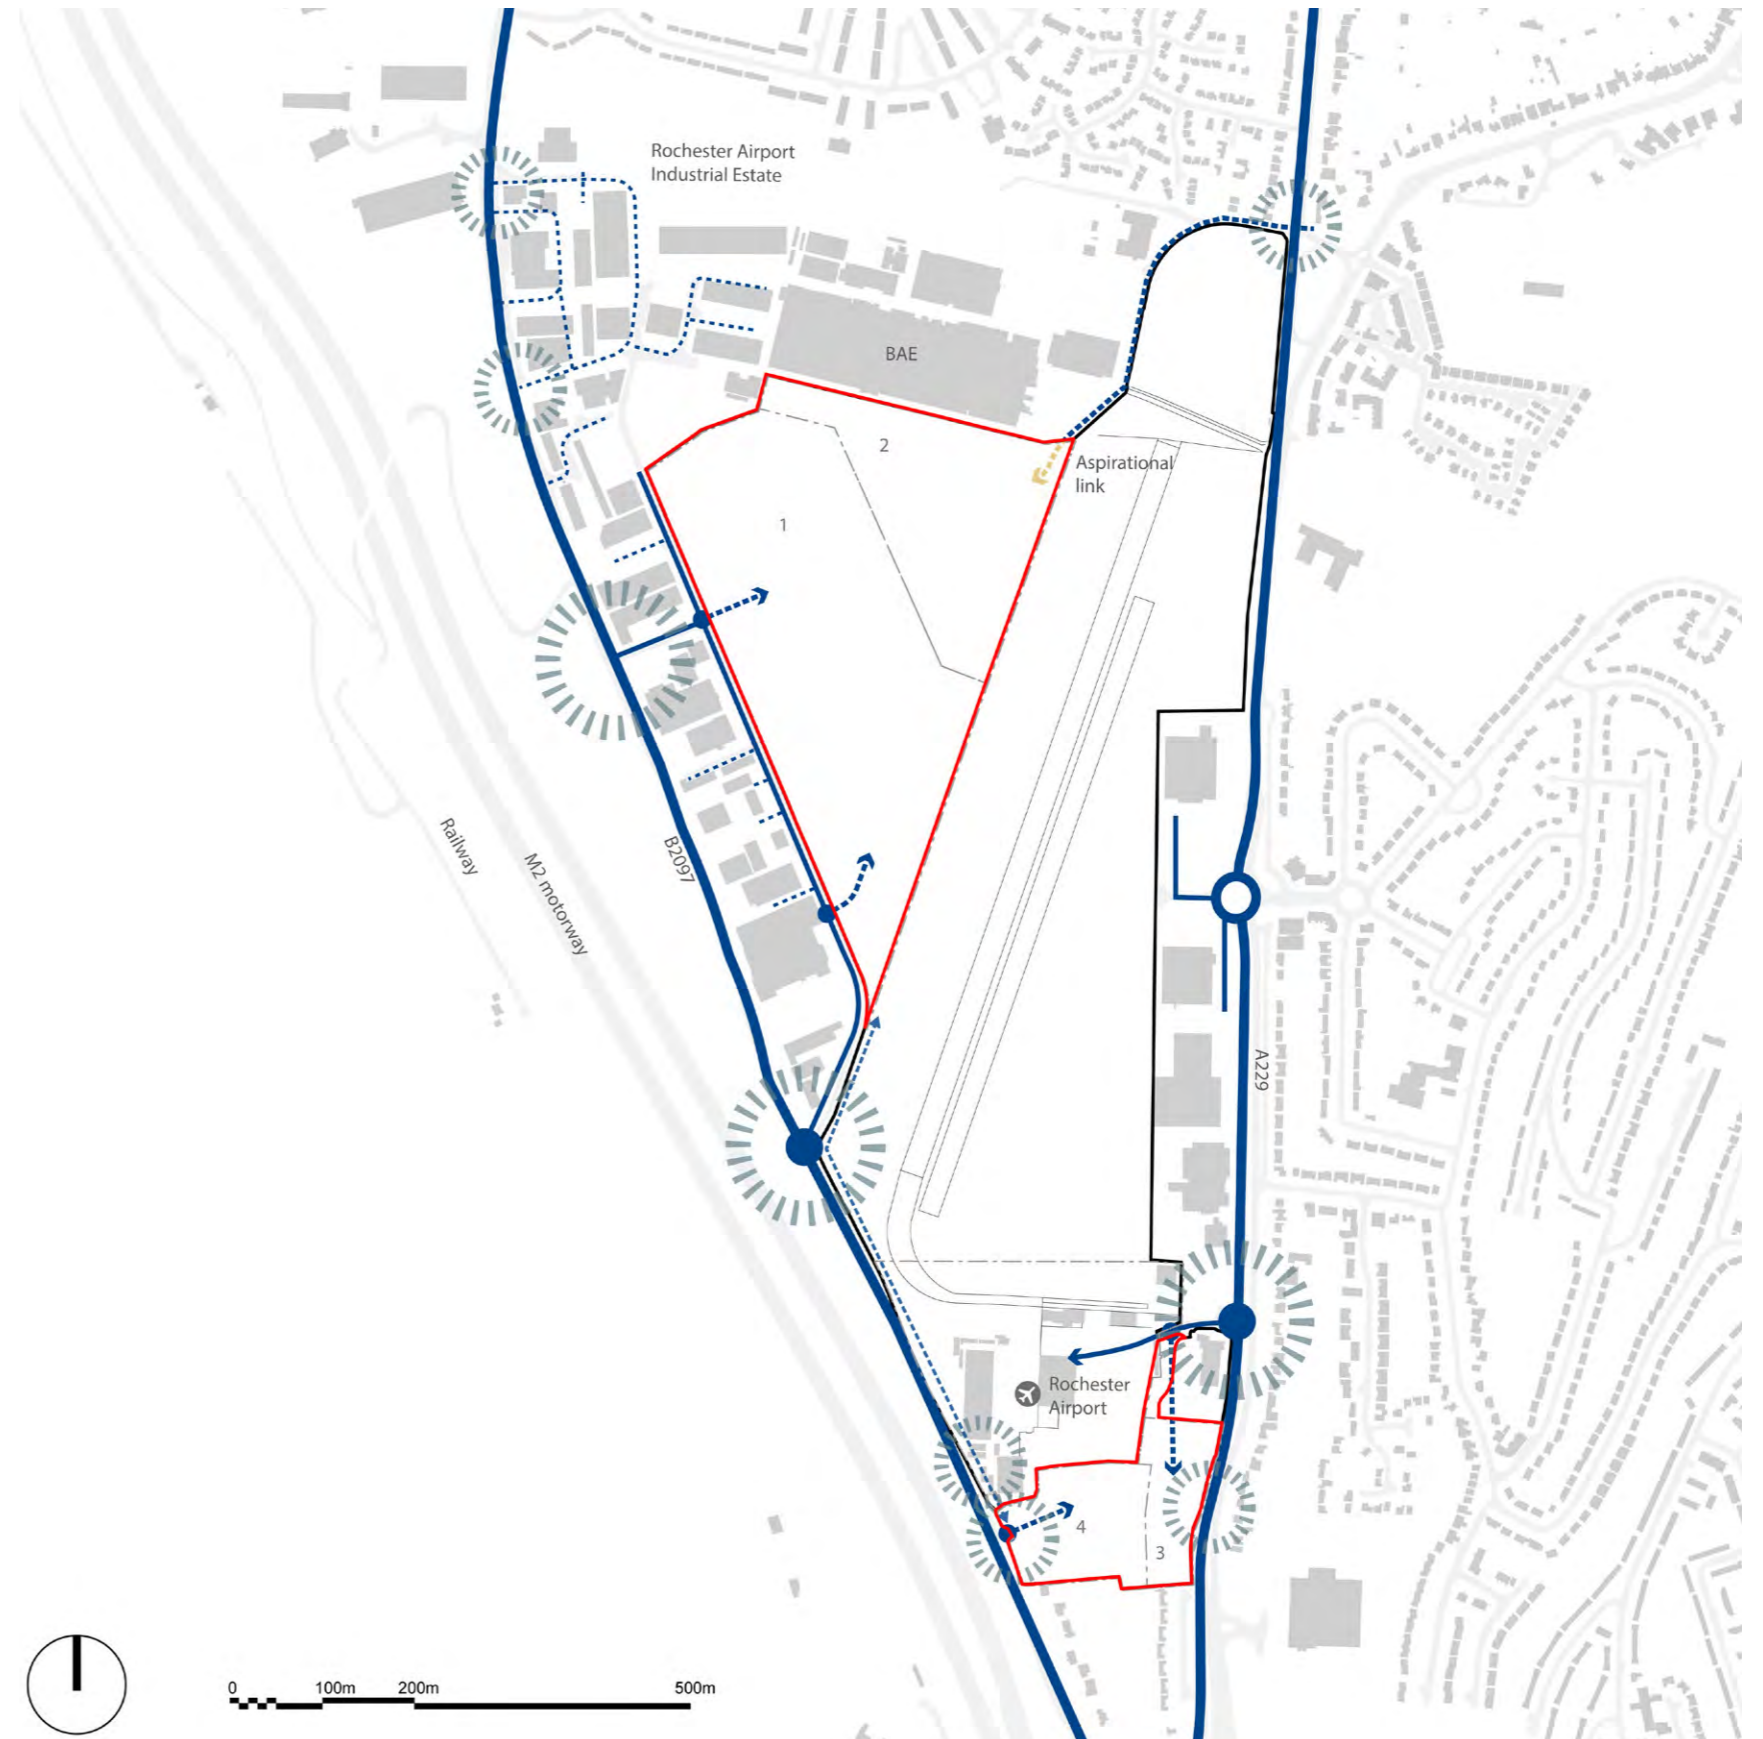 Rochester Airport
Industrial Estate
BAE
2
Aspirational
link
1
B2097
Railway
M2 motorway
A229
Rochester
Airport
4
3
0
100m
200m
500m